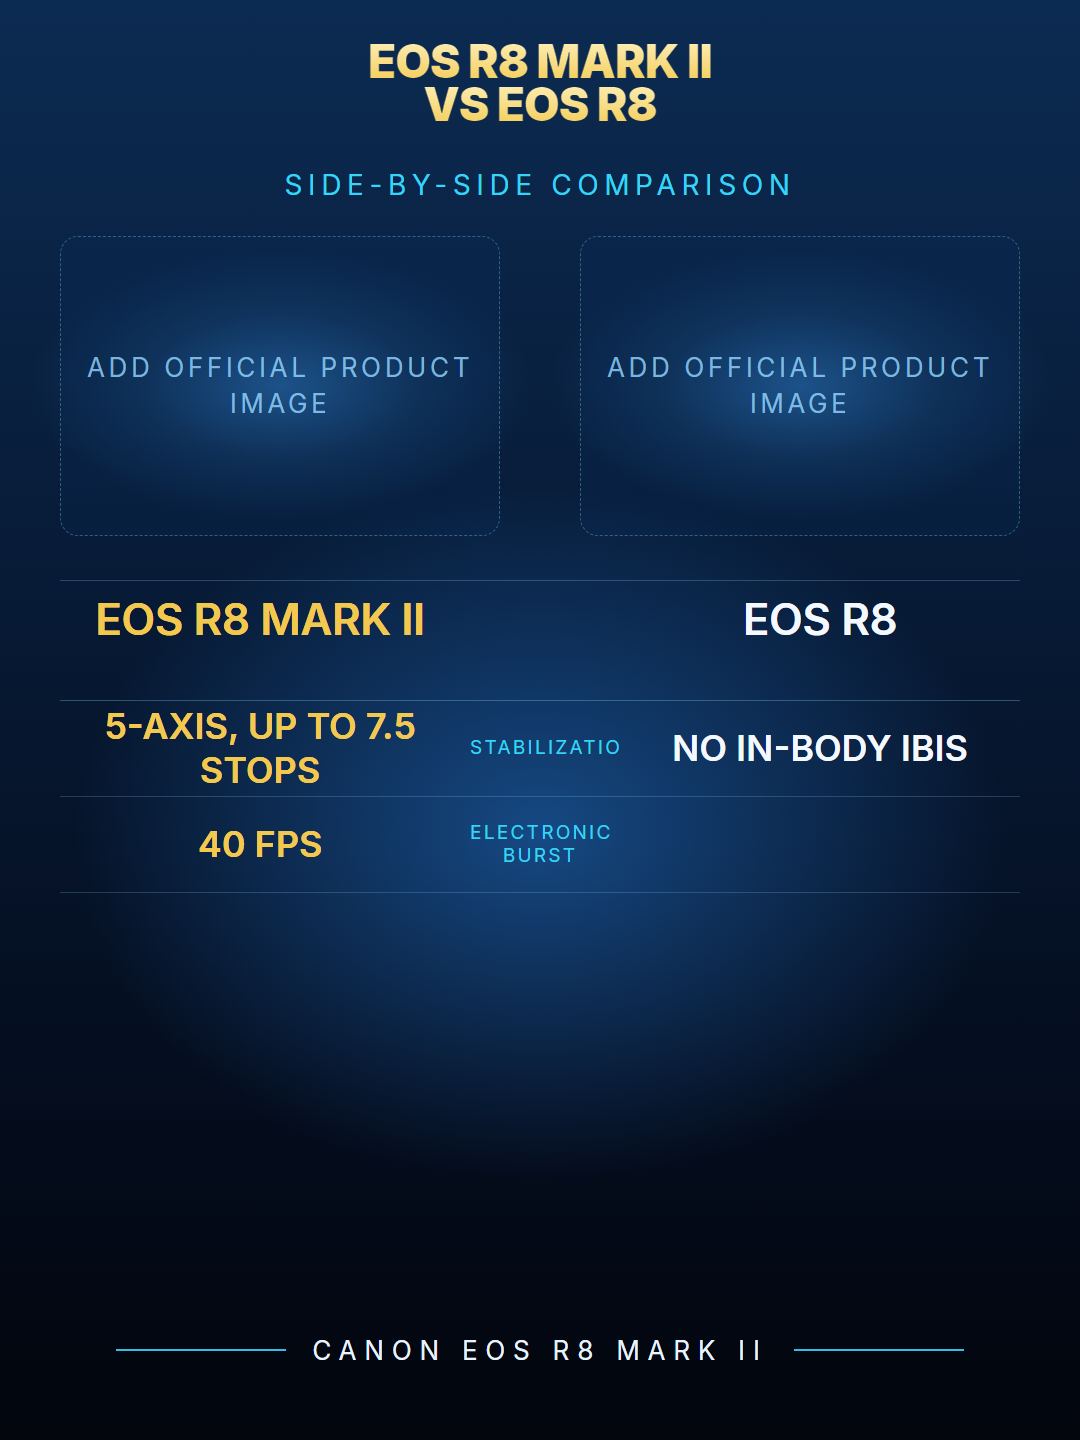 EOS R8 MARK II
VS EOS R8
SIDE-BY-SIDE COMPARISON
ADD OFFICIAL PRODUCT
IMAGE
ADD OFFICIAL PRODUCT
IMAGE
EOS R8 MARK II
EOS R8
5-AXIS, UP TO 7.5
STOPS
STABILIZATIO
NO IN-BODY IBIS
40 FPS
ELECTRONIC
BURST
CANON EOS R8 MARK II